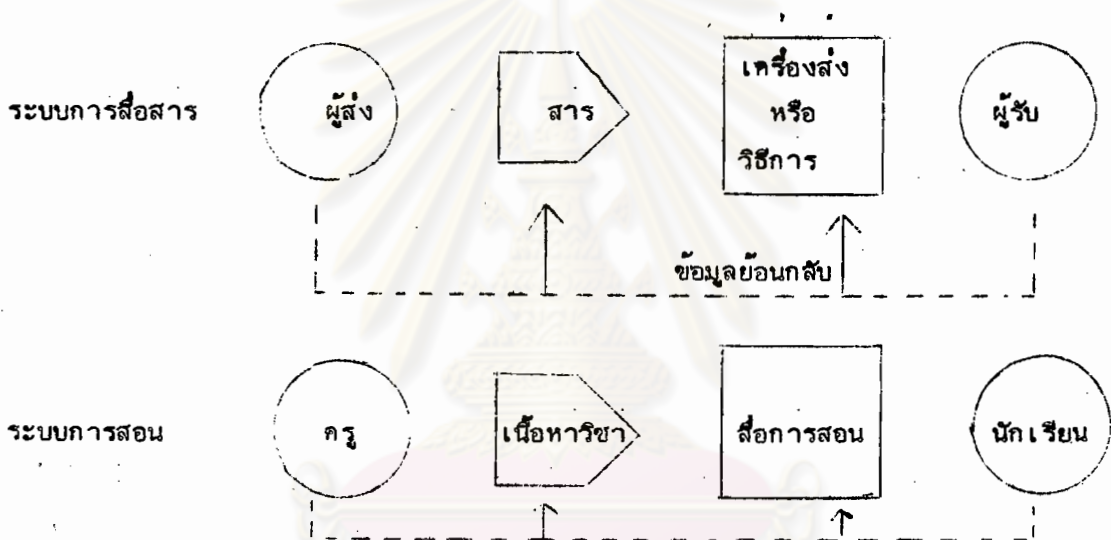 ระบบการสื่อสาร
ผู้ส่ง
สาร
เครื่องส่ง
หรือ
วิธีการ
ผู้รับ
ข้อมูลย้อนกลับ
ระบบการสอน
ครู
เนื้อหาวิชา
สื่อการสอน
นักเรียน